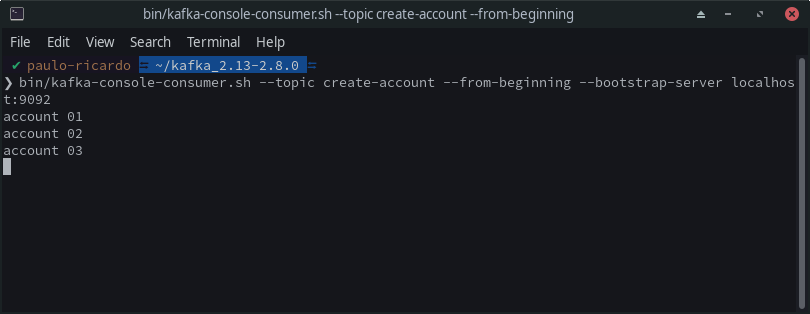 bin/kafka-console-consumer.sh --topic create-account --from-beginning
File Edit View Search Terminal Help
✔ paulo-ricardo ~/kafka_2.13-2.8.0
❯ bin/kafka-console-consumer.sh --topic create-account --from-beginning --bootstrap-server localhos
t:9092
account 01
account 02
account 03